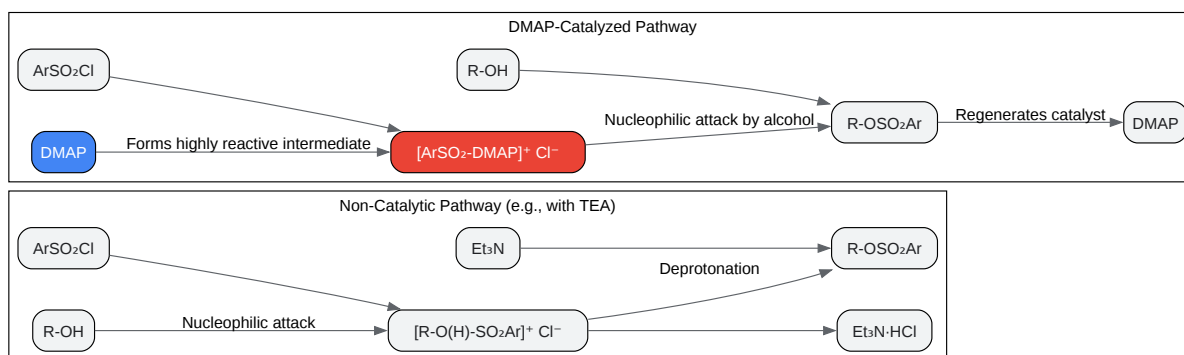 DMAP-Catalyzed Pathway
ArSO₂Cl
R-OH
Nucleophilic attack by alcohol
R-OSO₂Ar
Regenerates catalyst
DMAP
DMAP
Forms highly reactive intermediate
[ArSO₂-DMAP]⁺ Cl⁻
Non-Catalytic Pathway (e.g., with TEA)
ArSO₂Cl
Et₃N
R-OSO₂Ar
Deprotonation
R-OH
Nucleophilic attack
[R-O(H)-SO₂Ar]⁺ Cl⁻
Et₃N·HCl